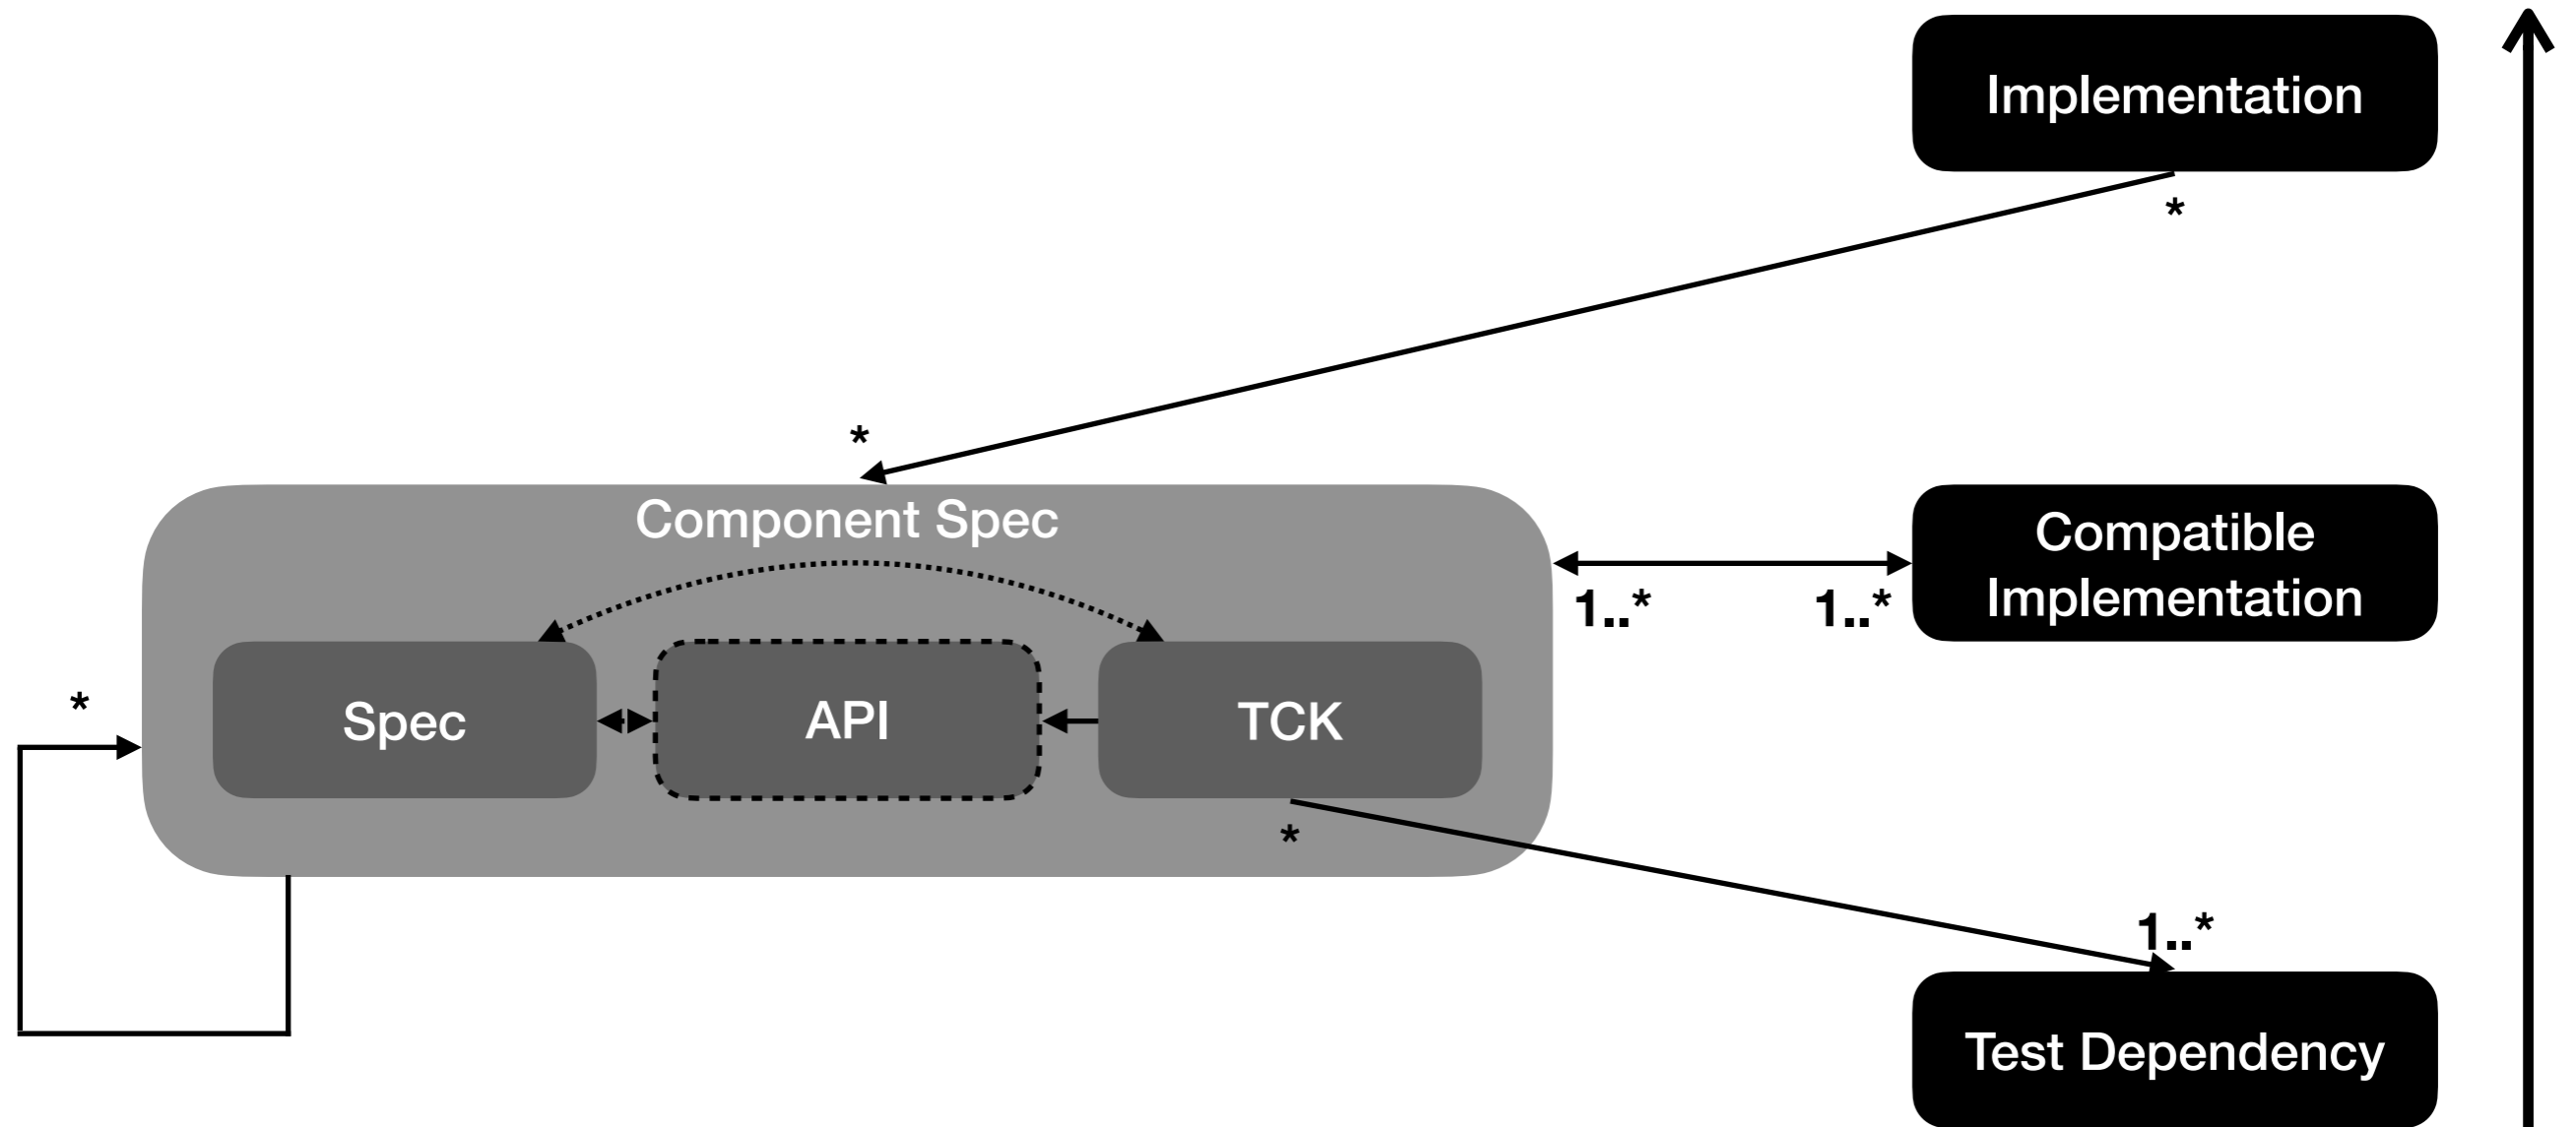 Implementation
*
*
Component Spec
Compatible
Implementation
1..*
1..*
*
Spec
API
TCK
*
1..*
Test Dependency